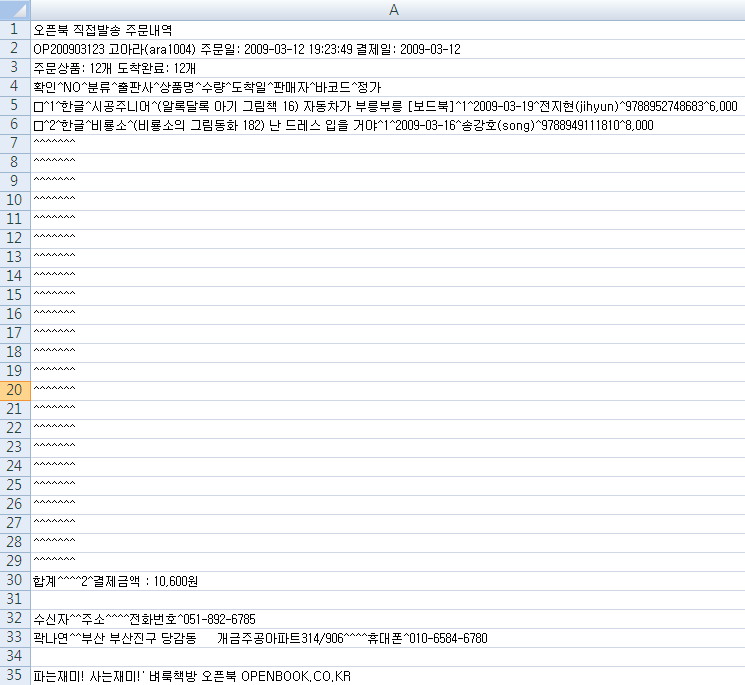 A
1 오픈북 직접발송 주문내역
2 OP200903123 고마라(ara1004) 주문일: 2009-03-12 19:23:49 결제일: 2009-03-12
3 주문상품: 12개 도착완료: 12개
4 확인^NO^분류^출판사^상품명^수량^도착일^판매자^바코드^정가
5 □^1^한글^시공주니어^(알록달록 아기 그림책 16) 자동차가 부릉부릉 [보드북]^1^2009-03-19^전지현(jihyun)^9788952748683^6,000
6 □^2^한글^비룡소^(비룡소의 그림동화 182) 난 드레스 입을 거야^1^2009-03-16^송강호(song)^9788949111810^8,000
7 ^^^^^^^
8 ^^^^^^^
9 ^^^^^^^
10 ^^^^^^^
11 ^^^^^^^
12 ^^^^^^^
13 ^^^^^^^
14 ^^^^^^^
15 ^^^^^^^
16 ^^^^^^^
17 ^^^^^^^
18 ^^^^^^^
19 ^^^^^^^
20 ^^^^^^^
21 ^^^^^^^
22 ^^^^^^^
23 ^^^^^^^
24 ^^^^^^^
25 ^^^^^^^
26 ^^^^^^^
27 ^^^^^^^
28 ^^^^^^^
29 ^^^^^^^
30 합계^^^^2^결제금액 : 10,600원
31
32 수신자^^주소^^^^전화번호^051-892-6785
33 곽나연^^부산 부산진구 당감동 개금주공아파트314/906^^^^휴대폰^010-6584-6780
34
35 파는재미! 사는재미!' 벼룩책방 오픈북 OPENBOOK.CO.KR